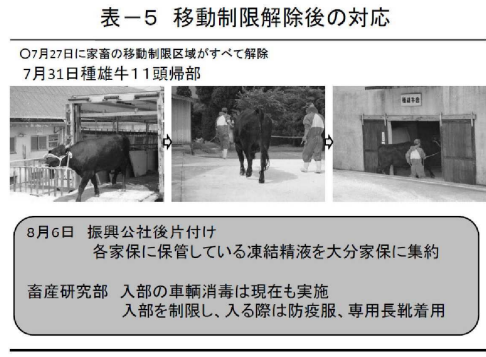 表－５ 移動制限解除後の対応
○7月27日に家畜の移動制限区域がすべて解除
7月31日種雄牛１１頭帰部
8月6日 振興公社後片付け
各家保に保管している凍結精液を大分家保に集約
畜産研究部 入部の車輌消毒は現在も実施
入部を制限し、入る際は防疫服、専用長靴着用